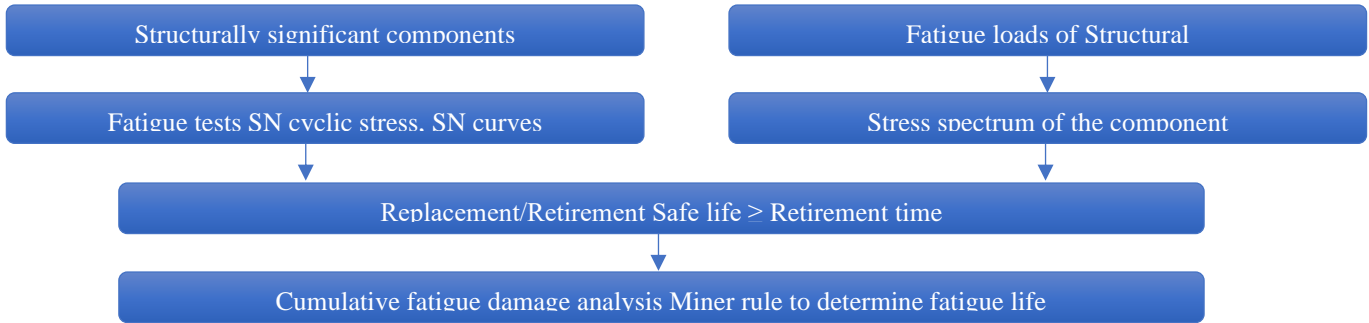 Structurally significant components
Fatigue loads of Structural
Fatigue tests SN cyclic stress, SN curves
Stress spectrum of the component
Replacement/Retirement Safe life ≥ Retirement time
Cumulative fatigue damage analysis Miner rule to determine fatigue life